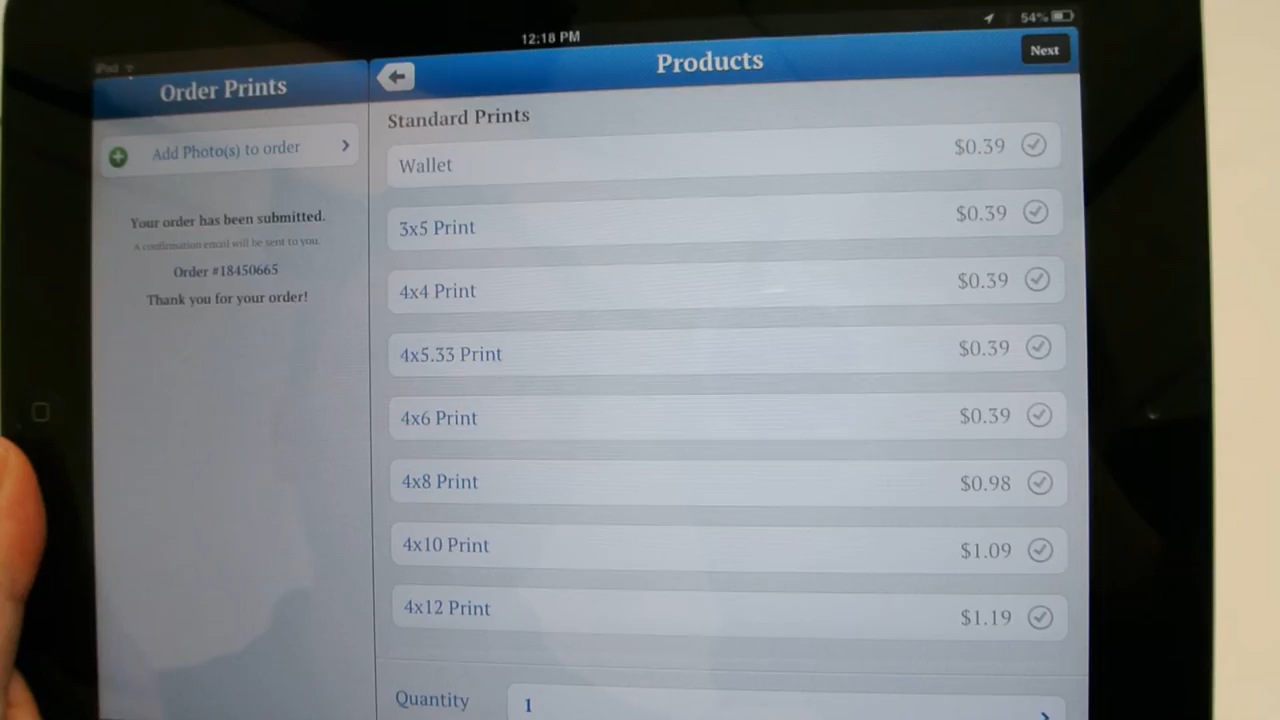 iPod
12:18 PM
54%
Order Prints
Products
Next
Add Photo(s) to order
Your order has been submitted.
A confirmation email will be sent to you.
Order #18450665
Thank you for your order!
Standard Prints
Wallet $0.39
3x5 Print $0.39
4x4 Print $0.39
4x5.33 Print $0.39
4x6 Print $0.39
4x8 Print $0.98
4x10 Print $1.09
4x12 Print $1.19
Quantity 1